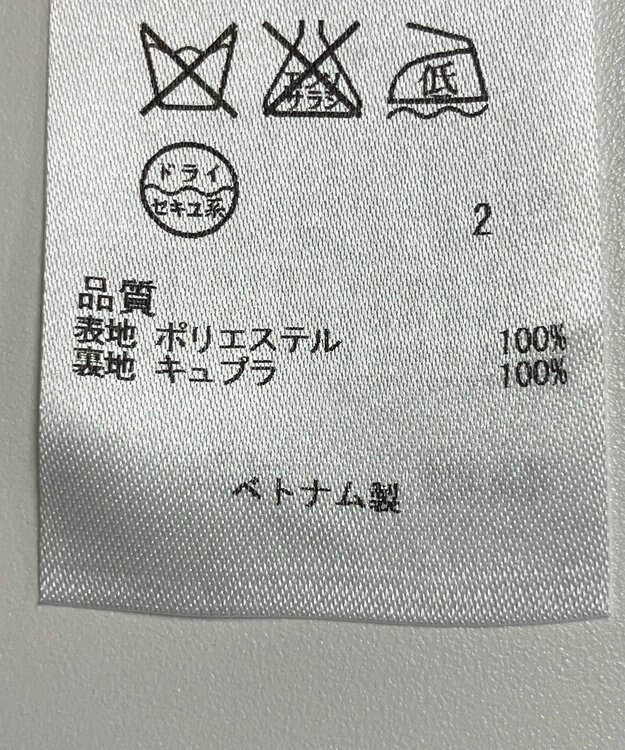 エンソ
サラシ
低
ドライ
セキユ系
2
品質
表地 ポリエステル 100%
裏地 キュプラ 100%
ベトナム製